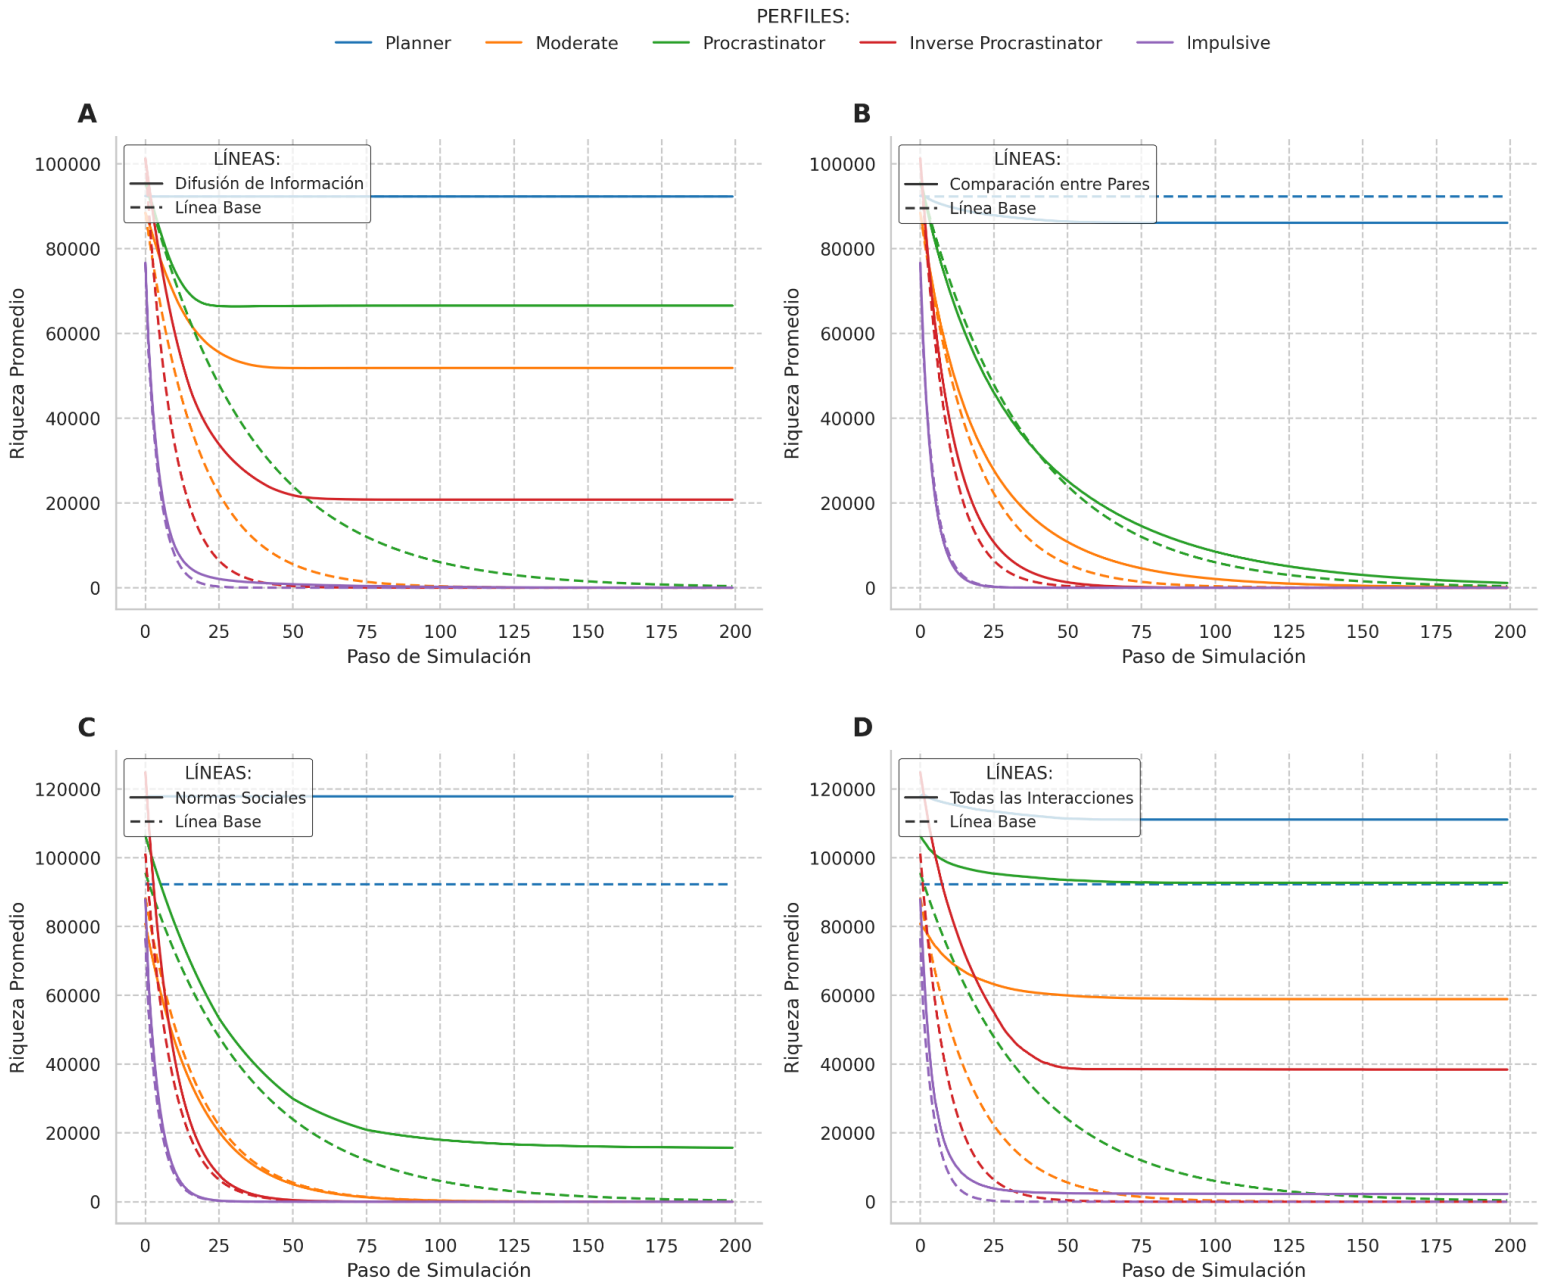 PERFILES:
Planner Moderate Procrastinator Inverse Procrastinator Impulsive
A
LÍNEAS:
Difusión de Información
Línea Base
100000
80000
60000
40000
20000
0
Riqueza Promedio
0 25 50 75 100 125 150 175 200
Paso de Simulación
B
LÍNEAS:
Comparación entre Pares
Línea Base
100000
80000
60000
40000
20000
0
Riqueza Promedio
0 25 50 75 100 125 150 175 200
Paso de Simulación
C
LÍNEAS:
Normas Sociales
Línea Base
120000
100000
80000
60000
40000
20000
0
Riqueza Promedio
0 25 50 75 100 125 150 175 200
Paso de Simulación
D
LÍNEAS:
Todas las Interacciones
Línea Base
120000
100000
80000
60000
40000
20000
0
Riqueza Promedio
0 25 50 75 100 125 150 175 200
Paso de Simulación